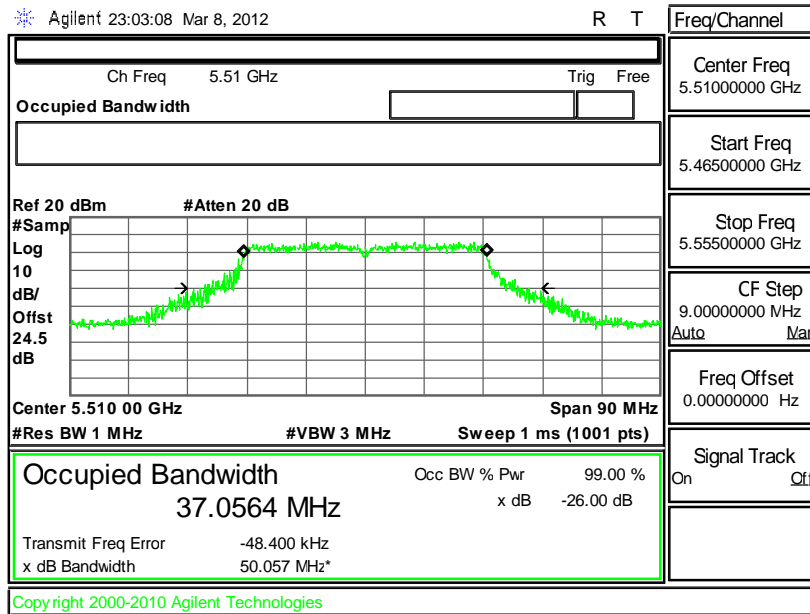 Agilent 23:03:08 Mar 8, 2012 R T
Ch Freq 5.51 GHz Trig Free
Occupied Bandwidth
Ref 20 dBm #Atten 20 dB
#Samp
Log
10
dB/
Offst
24.5
dB
Center 5.510 00 GHz Span 90 MHz
#Res BW 1 MHz #VBW 3 MHz Sweep 1 ms (1001 pts)
Occupied Bandwidth
37.0564 MHz
Occ BW % Pwr 99.00 %
x dB -26.00 dB
Transmit Freq Error -48.400 kHz
x dB Bandwidth 50.057 MHz*
Copyright 2000-2010 Agilent Technologies
Freq/Channel
Center Freq
5.51000000 GHz
Start Freq
5.46500000 GHz
Stop Freq
5.55500000 GHz
CF Step
9.00000000 MHz
Auto Man
Freq Offset
0.00000000 Hz
Signal Track
On Off